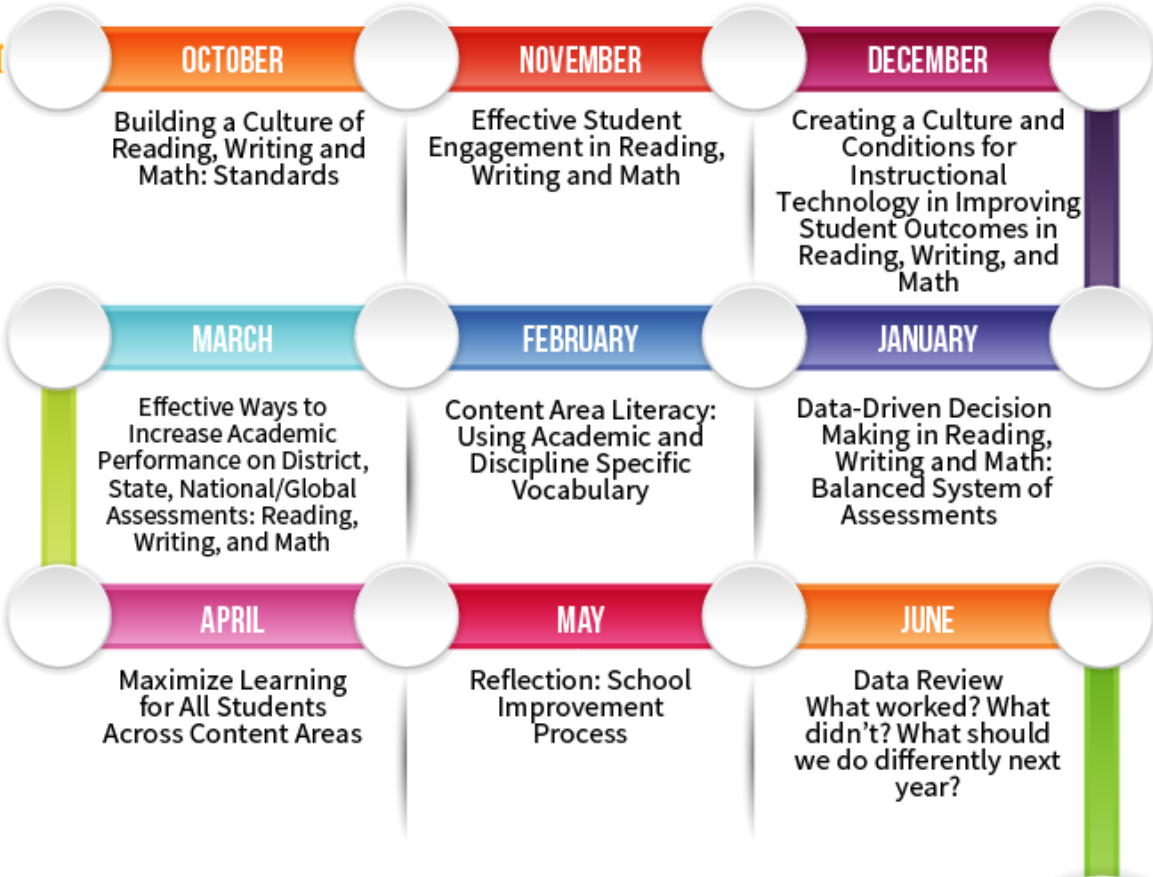 OCTOBER
Building a Culture of
Reading, Writing and
Math: Standards
NOVEMBER
Effective Student
Engagement in Reading,
Writing and Math
DECEMBER
Creating a Culture and
Conditions for
Instructional
Technology in Improving
Student Outcomes in
Reading, Writing, and
Math
MARCH
Effective Ways to
Increase Academic
Performance on District,
State, National/Global
Assessments: Reading,
Writing, and Math
FEBRUARY
Content Area Literacy:
Using Academic and
Discipline Specific
Vocabulary
JANUARY
Data-Driven Decision
Making in Reading,
Writing and Math:
Balanced System of
Assessments
APRIL
Maximize Learning
for All Students
Across Content Areas
MAY
Reflection: School
Improvement
Process
JUNE
Data Review
What worked? What
didn't? What should
we do differently next
year?